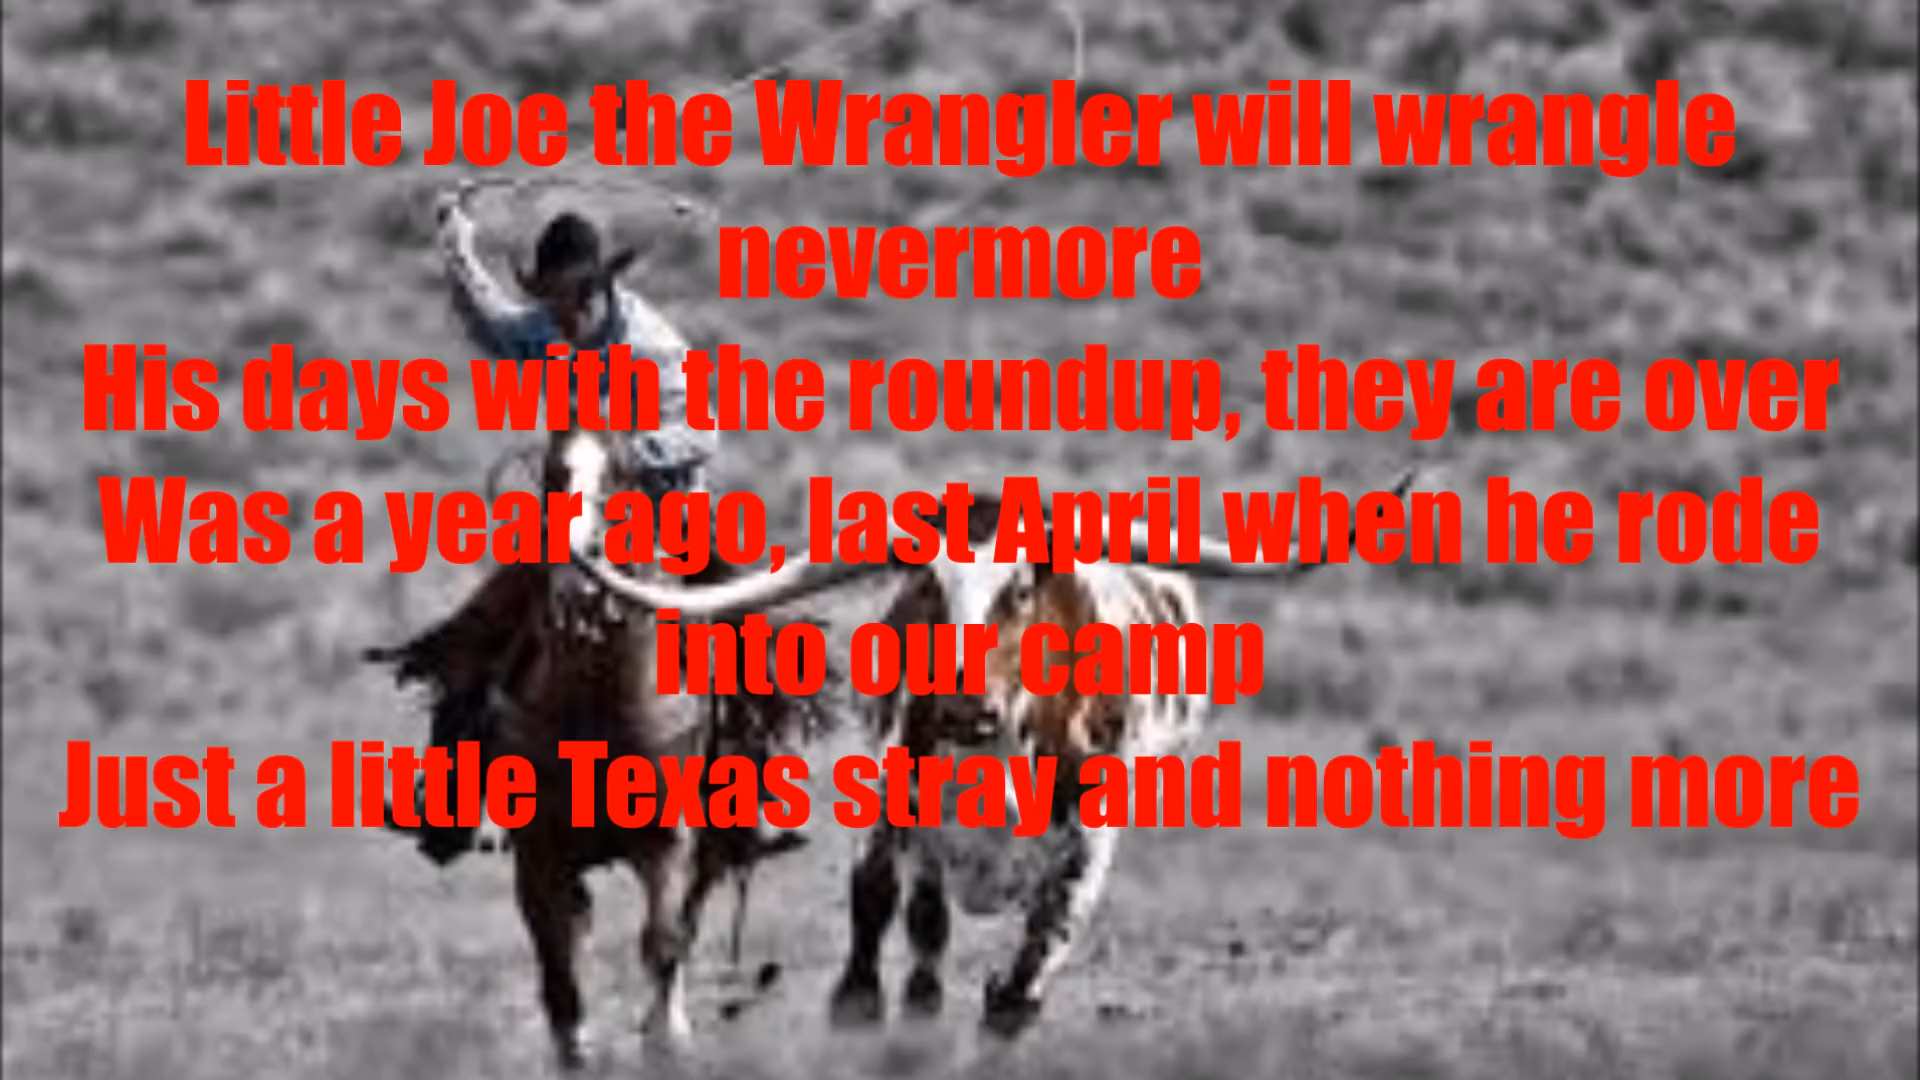 Little Joe the Wrangler will wrangle
nevermore
His days with the roundup, they are over
Was a year ago, last April when he rode
into our camp
Just a little Texas stray and nothing more